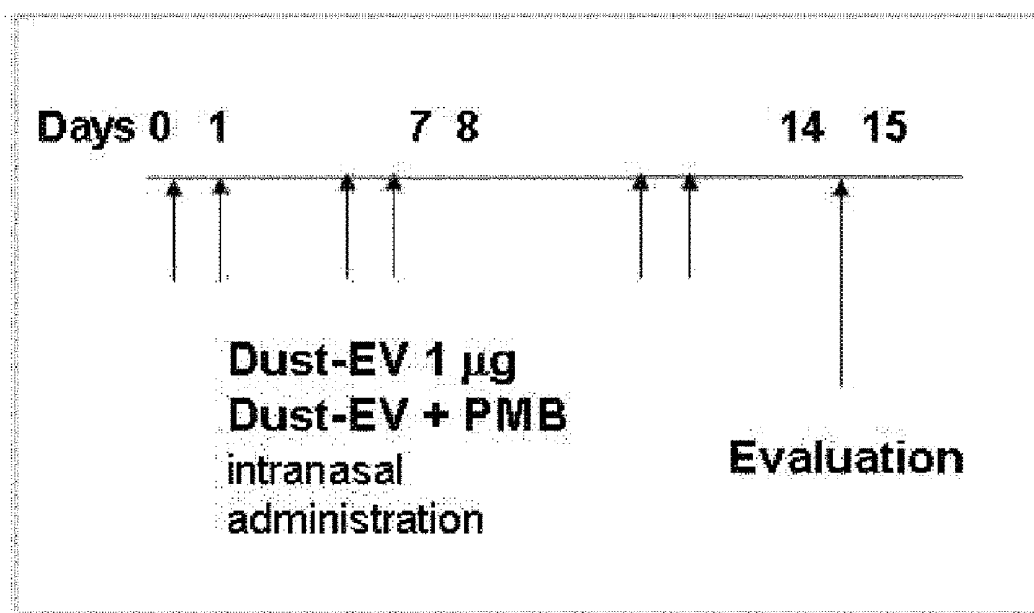 Days 0 1 7 8 14 15
Dust-EV 1 µg
Dust-EV + PMB
intranasal
administration
Evaluation